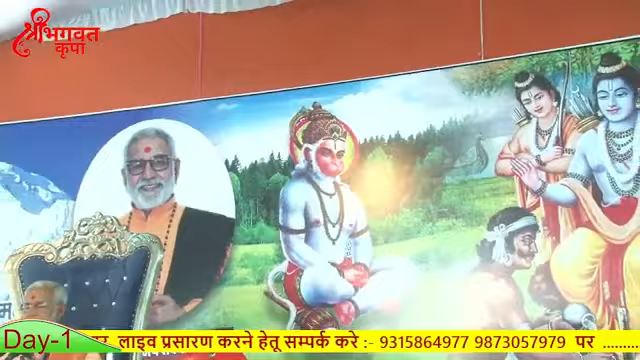 श्री भगवत
कृपा
Day-1
लाइव प्रसारण करने हेतू सम्पर्क करे :- 9315864977 9873057979 पर ........